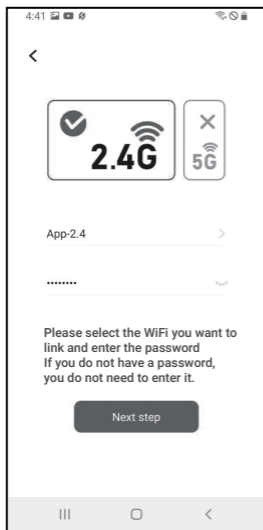 4:41
2.4G
5G
App-2.4
••••••••
Please select the WiFi you want to
link and enter the password
If you do not have a password,
you do not need to enter it.
Next step